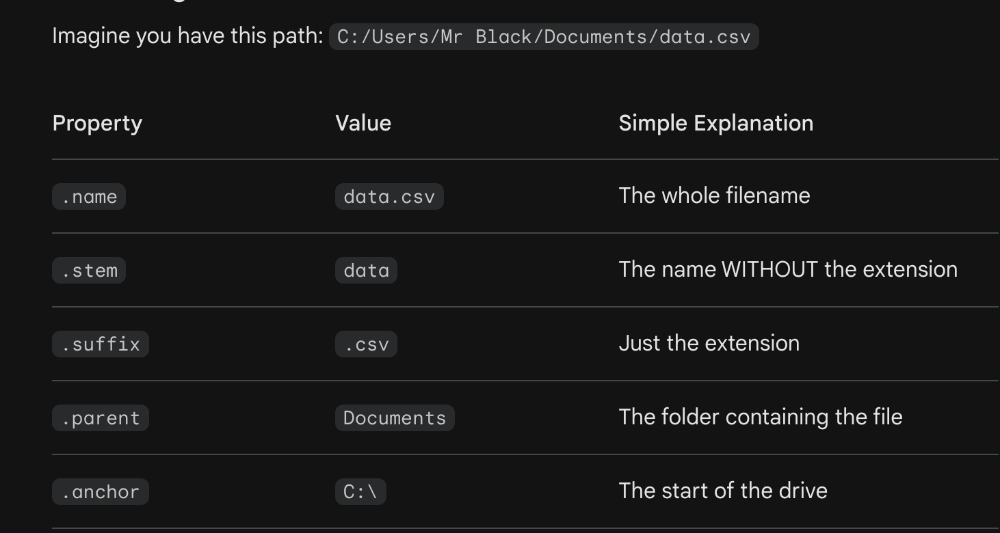 Imagine you have this path: C:/Users/Mr Black/Documents/data.csv
Property Value Simple Explanation
.name data.csv The whole filename
.stem data The name WITHOUT the extension
.suffix .csv Just the extension
.parent Documents The folder containing the file
.anchor C:\ The start of the drive